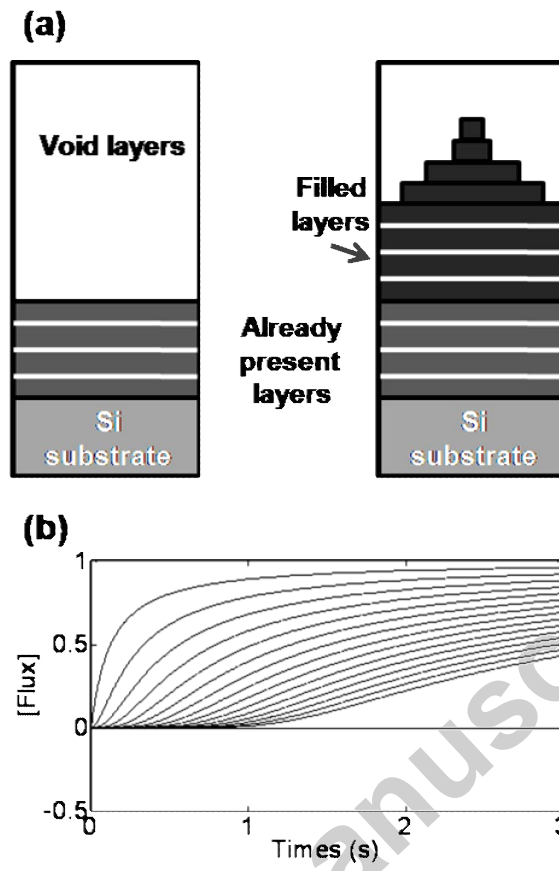 (a)
Void layers
Filled
layers
Already
present
layers
Si
substrate
Si
substrate
(b)
1
0.5
0
-0.5
[Flux]
0
1
2
3
Times (s)
anusc